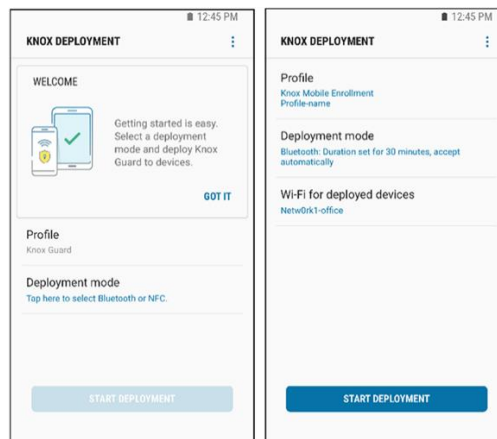 12:45 PM
KNOX DEPLOYMENT
WELCOME
Getting started is easy.
Select a deployment
mode and deploy Knox
Guard to devices.
GOT IT
Profile
Knox Guard
Deployment mode
Tap here to select Bluetooth or NFC.
START DEPLOYMENT
12:45 PM
KNOX DEPLOYMENT
Profile
Knox Mobile Enrollment
Profile-name
Deployment mode
Bluetooth: Duration set for 30 minutes, accept
automatically
Wi-Fi for deployed devices
Netw0rk1-office
START DEPLOYMENT